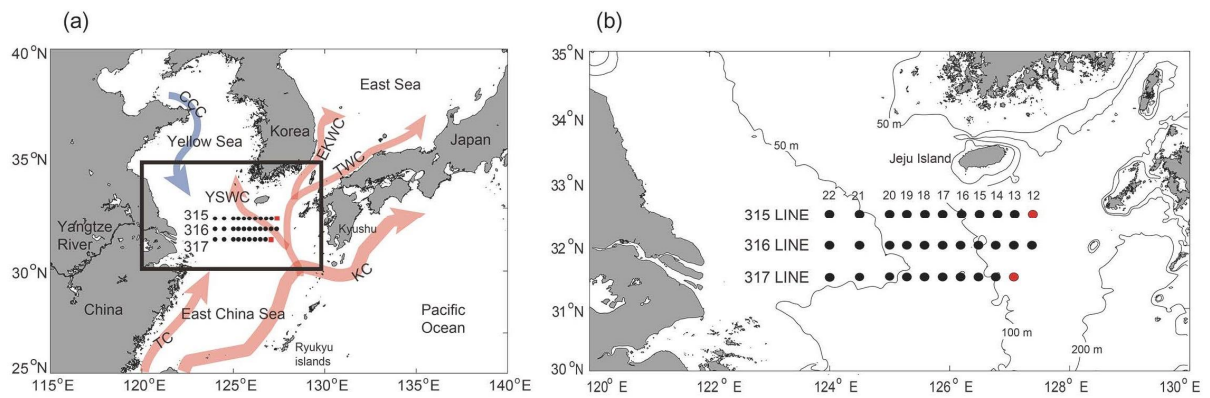 (a)
40°N
35°N
30°N
25°N
115°E
120°E
125°E
130°E
135°E
140°E
CCC
Yellow Sea
Korea
East Sea
EKWC
TWC
Japan
YSWC
315
316
317
Kyushu
Yangtze
River
KC
China
East China Sea
TC
Ryukyu
islands
Pacific
Ocean
(b)
35°N
34°N
33°N
32°N
31°N
30°N
120° E
122° E
124° E
126° E
128° E
130° E
50 m
50 m
Jeju Island
22 21 20 19 18 17 16 15 14 13 12
315 LINE
316 LINE
317 LINE
100 m
200 m